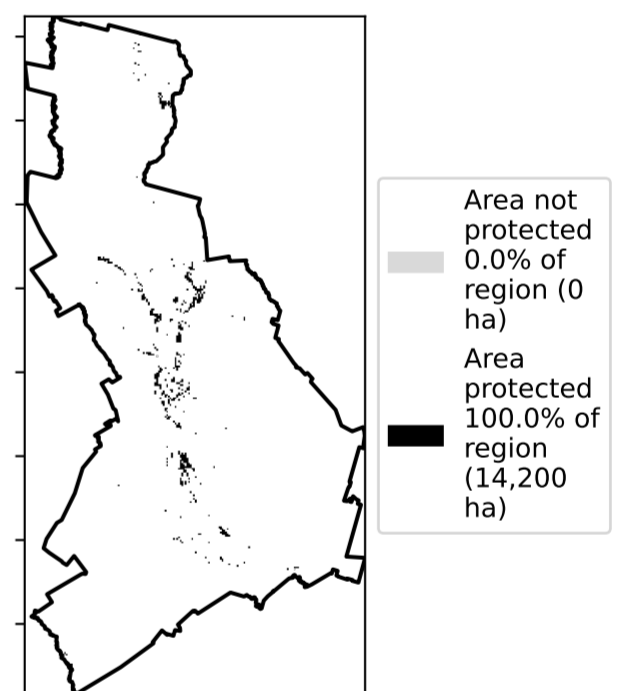 Area not
protected
0.0% of
region (0
ha)
Area
protected
100.0% of
region
(14,200
ha)